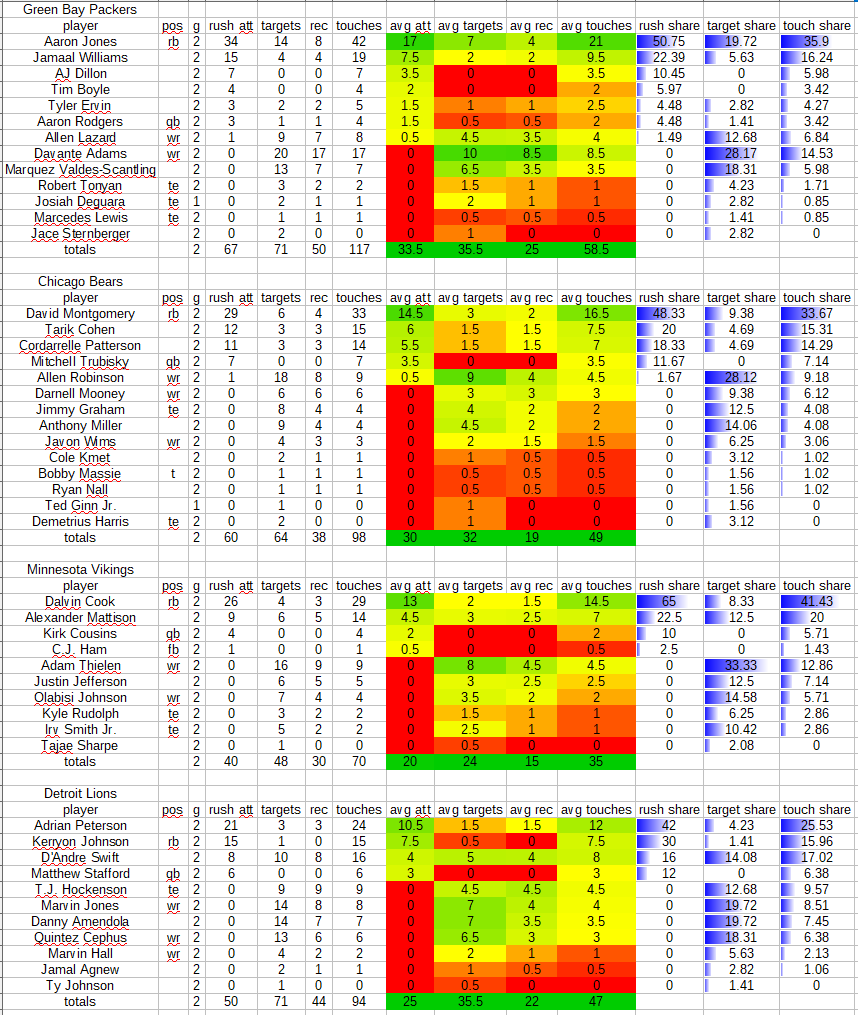 Green Bay Packers
player pos g rush att targets rec touches avg att avg targets avg rec avg touches rush share target share touch share
Aaron Jones rb 2 34 14 8 42 17 7 4 21 50.75 19.72 35.9
Jamaal Williams 2 15 4 4 19 7.5 2 2 9.5 22.39 5.63 16.24
AJ Dillon 2 7 0 0 7 3.5 0 0 3.5 10.45 0 5.98
Tim Boyle 2 4 0 0 4 2 0 0 2 5.97 0 3.42
Tyler Ervin 2 3 2 2 5 1.5 1 1 2.5 4.48 2.82 4.27
Aaron Rodgers qb 2 3 1 1 4 1.5 0.5 0.5 2 4.48 1.41 3.42
Allen Lazard wr 2 1 9 7 8 0.5 4.5 3.5 4 1.49 12.68 6.84
Davante Adams wr 2 0 20 17 17 0 10 8.5 8.5 0 28.17 14.53
Marquez Valdes-Scantling 2 0 13 7 7 0 6.5 3.5 3.5 0 18.31 5.98
Robert Tonyan te 2 0 3 2 2 0 1.5 1 1 0 4.23 1.71
Josiah Deguara te 1 0 2 1 1 0 2 1 1 0 2.82 0.85
Marcedes Lewis te 2 0 1 1 1 0 0.5 0.5 0.5 0 1.41 0.85
Jace Sternberger 2 0 2 0 0 0 1 0 0 0 2.82 0
totals 2 67 71 50 117 33.5 35.5 25 58.5
Chicago Bears
player pos g rush att targets rec touches avg att avg targets avg rec avg touches rush share target share touch share
David Montgomery rb 2 29 6 4 33 14.5 3 2 16.5 48.33 9.38 33.67
Tarik Cohen 2 12 3 3 15 6 1.5 1.5 7.5 20 4.69 15.31
Cordarrelle Patterson 2 11 3 3 14 5.5 1.5 1.5 7 18.33 4.69 14.29
Mitchell Trubisky qb 2 7 0 0 7 3.5 0 0 3.5 11.67 0 7.14
Allen Robinson wr 2 1 18 8 9 0.5 9 4 4.5 1.67 28.12 9.18
Darnell Mooney wr 2 0 6 6 6 0 3 3 3 0 9.38 6.12
Jimmy Graham te 2 0 8 4 4 0 4 2 2 0 12.5 4.08
Anthony Miller 2 0 9 4 4 0 4.5 2 2 0 14.06 4.08
Javon Wims wr 2 0 4 3 3 0 2 1.5 1.5 0 6.25 3.06
Cole Kmet 2 0 2 1 1 0 1 0.5 0.5 0 3.12 1.02
Bobby Massie t 2 0 1 1 1 0 0.5 0.5 0.5 0 1.56 1.02
Ryan Nall 2 0 1 1 1 0 0.5 0.5 0.5 0 1.56 1.02
Ted Ginn Jr. 1 0 1 0 0 0 1 0 0 0 1.56 0
Demetrius Harris te 2 0 2 0 0 0 1 0 0 0 3.12 0
totals 2 60 64 38 98 30 32 19 49
Minnesota Vikings
player pos g rush att targets rec touches avg att avg targets avg rec avg touches rush share target share touch share
Dalvin Cook rb 2 26 4 3 29 13 2 1.5 14.5 65 8.33 41.43
Alexander Mattison 2 9 6 5 14 4.5 3 2.5 7 22.5 12.5 20
Kirk Cousins qb 2 4 0 0 4 2 0 0 2 10 0 5.71
C.J. Ham fb 2 1 0 0 1 0.5 0 0 0.5 2.5 0 1.43
Adam Thielen wr 2 0 16 9 9 0 8 4.5 4.5 0 33.33 12.86
Justin Jefferson 2 0 6 5 5 0 3 2.5 2.5 0 12.5 7.14
Olabisi Johnson wr 2 0 7 4 4 0 3.5 2 2 0 14.58 5.71
Kyle Rudolph te 2 0 3 2 2 0 1.5 1 1 0 6.25 2.86
Irv Smith Jr. te 2 0 5 2 2 0 2.5 1 1 0 10.42 2.86
Tajae Sharpe 2 0 1 0 0 0 0.5 0 0 0 2.08 0
totals 2 40 48 30 70 20 24 15 35
Detroit Lions
player pos g rush att targets rec touches avg att avg targets avg rec avg touches rush share target share touch share
Adrian Peterson 2 21 3 3 24 10.5 1.5 1.5 12 42 4.23 25.53
Kerryon Johnson rb 2 15 1 0 15 7.5 0.5 0 7.5 30 1.41 15.96
D'Andre Swift 2 8 10 8 16 4 5 4 8 16 14.08 17.02
Matthew Stafford qb 2 6 0 0 6 3 0 0 3 12 0 6.38
T.J. Hockenson te 2 0 9 9 9 0 4.5 4.5 4.5 0 12.68 9.57
Marvin Jones wr 2 0 14 8 8 0 7 4 4 0 19.72 8.51
Danny Amendola 2 0 14 7 7 0 7 3.5 3.5 0 19.72 7.45
Quintez Cephus wr 2 0 13 6 6 0 6.5 3 3 0 18.31 6.38
Marvin Hall wr 2 0 4 2 2 0 2 1 1 0 5.63 2.13
Jamal Agnew 2 0 2 1 1 0 1 0.5 0.5 0 2.82 1.06
Ty Johnson 2 0 1 0 0 0 0.5 0 0 0 1.41 0
totals 2 50 71 44 94 25 35.5 22 47